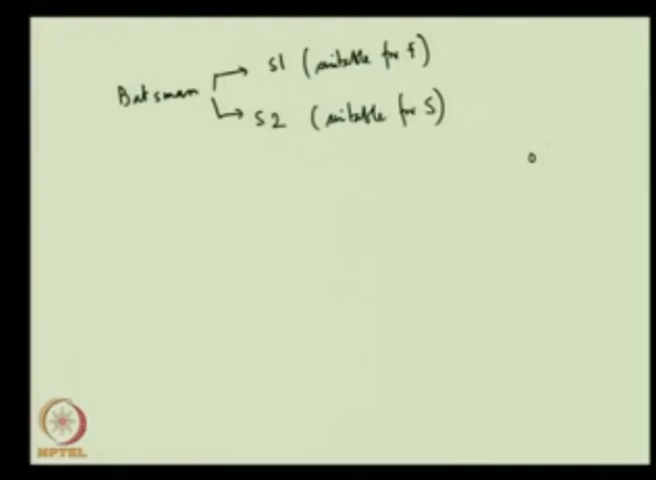 Batsman → S1 (suitable for f)
→ S2 (suitable for S)
NPTEL